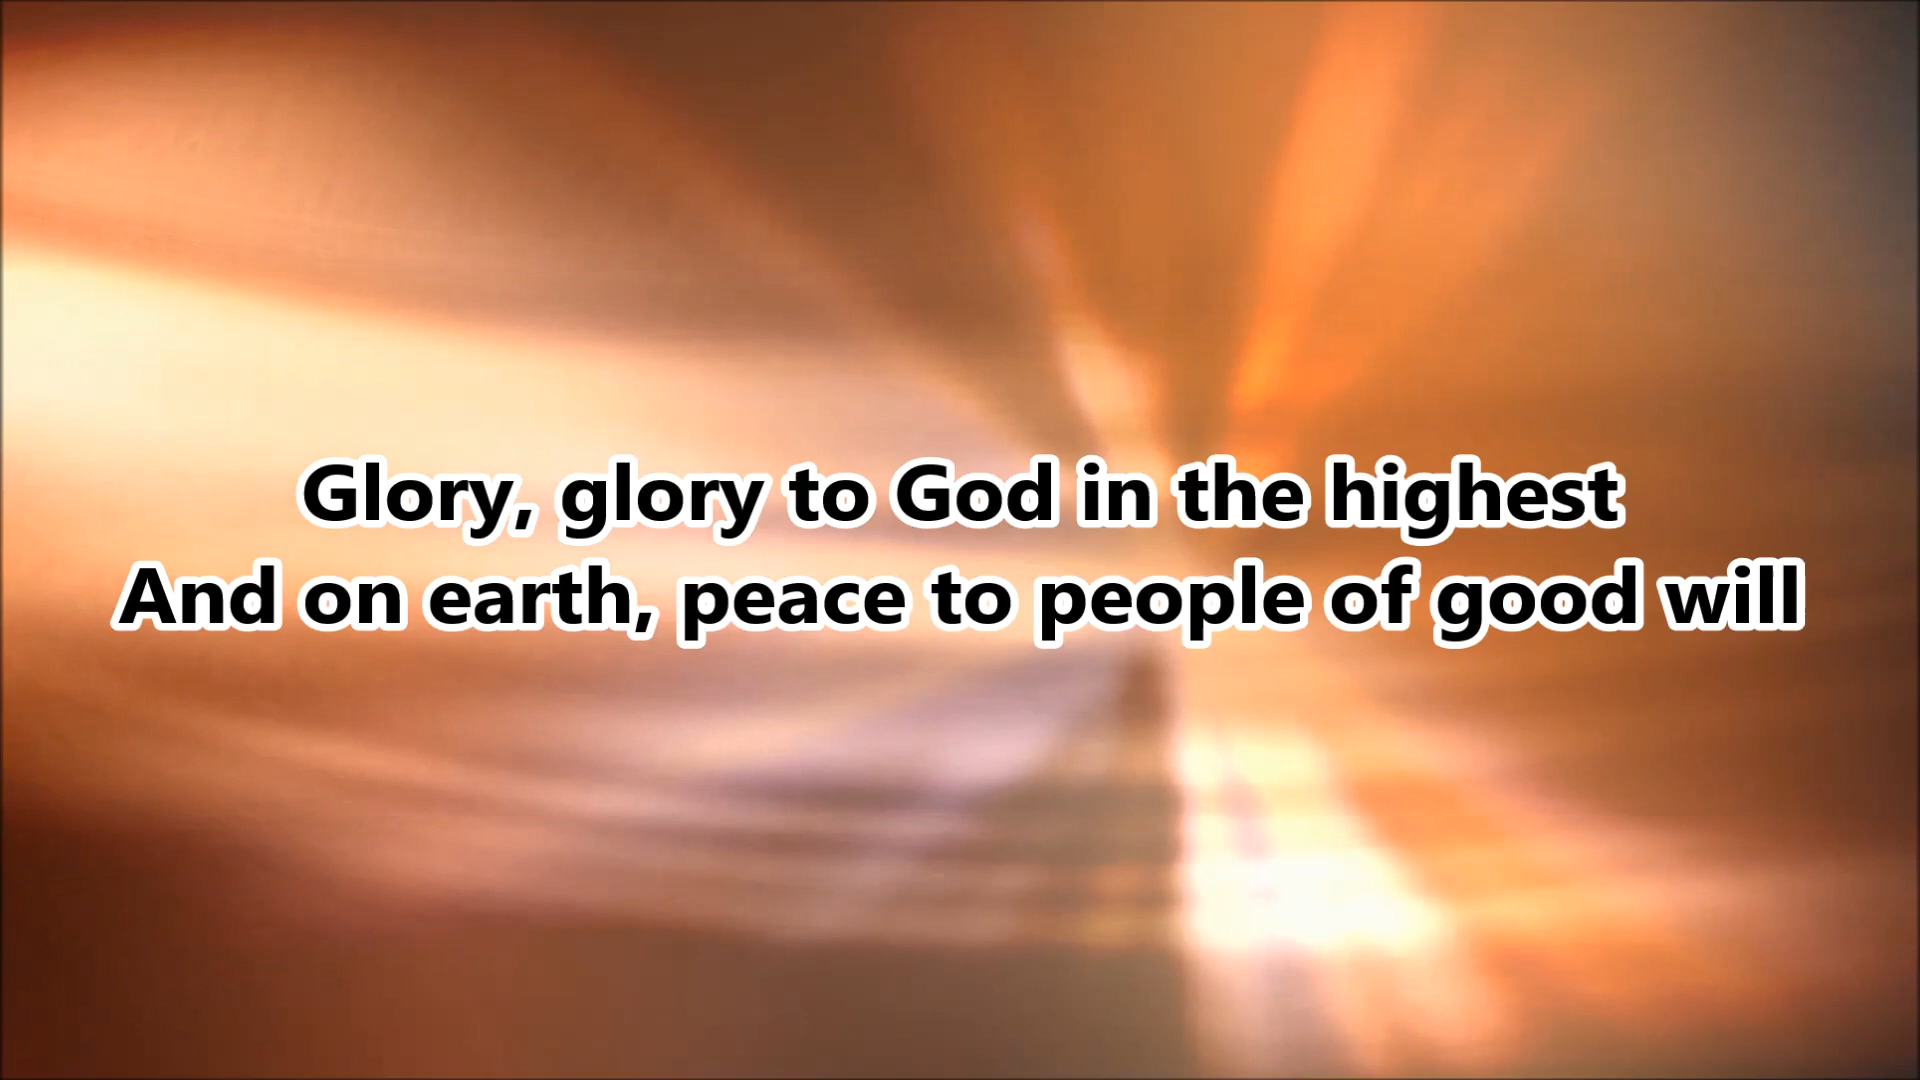 Glory, glory to God in the highest
And on earth, peace to people of good will